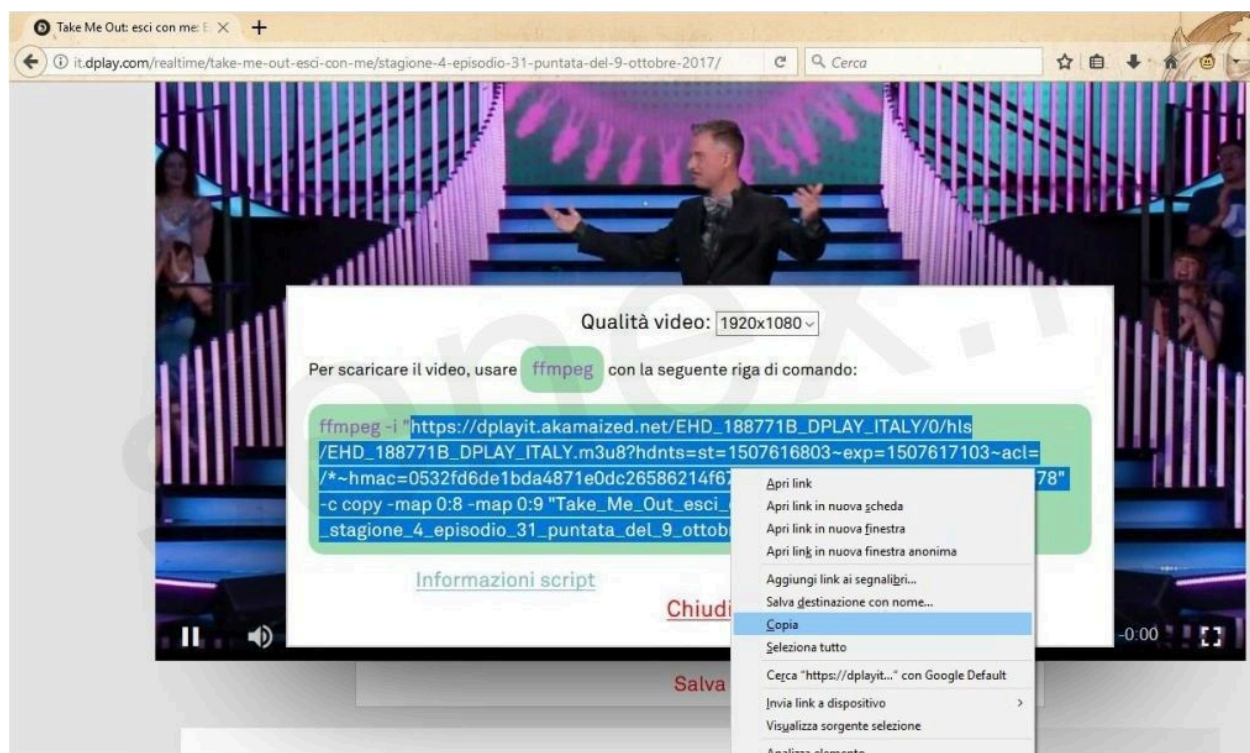 Take Me Out: esci con me: E
it.dplay.com/realtime/take-me-out-esci-con-me/stagione-4-episodio-31-puntata-del-9-ottobre-2017/
Cerca
Qualità video: 1920x1080
Per scaricare il video, usare ffmpeg con la seguente riga di comando:
ffmpeg -i "https://dplayit.akamaized.net/EHD_188771B_DPLAY_ITALY/0/hls
/EHD_188771B_DPLAY_ITALY.m3u8?hdnts=st=1507616803~exp=1507617103~acl=
/*~hmac=0532fd6de1bda4871e0dc26586214f6 78"
-c copy -map 0:8 -map 0:9 "Take_Me_Out_esci_
_stagione_4_episodio_31_puntata_del_9_ottob
Informazioni script
Chiudi
Apri link
Apri link in nuova scheda
Apri link in nuova finestra
Apri link in nuova finestra anonima
Aggiungi link ai segnalibri...
Salva destinazione con nome...
Copia
Seleziona tutto
Cerca "https://dplayit..." con Google Default
Invia link a dispositivo
Visualizza sorgente selezione
Analizza elemento
-0:00
Salva